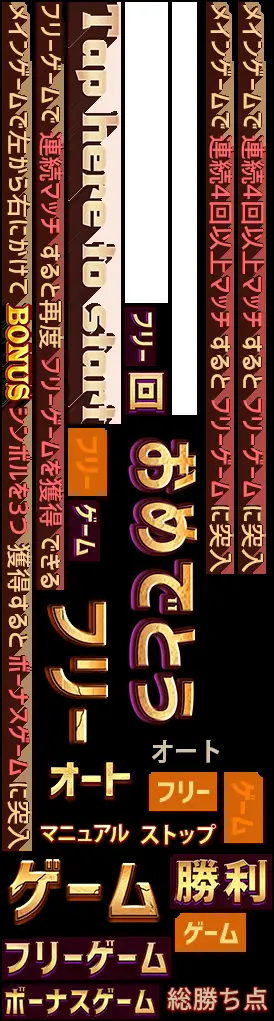 メインゲームで左から右にかけて BONUS シンボルを3つ 獲得すると ボーナスゲーム に突入
フリーゲームで 連続マッチ すると再度 フリーゲームを獲得 できる
Tap here to start
メインゲームで 連続4回以上マッチ すると フリーゲーム に突入
メインゲームで 連続4回以上マッチ すると フリーゲーム に突入
フリー
回
フリー
ゲーム
おめでとう
フリー
オート
オート
フリー
ゲーム
マニュアル
ストップ
ゲーム
勝利
ゲーム
フリーゲーム
ボーナスゲーム
総勝ち点